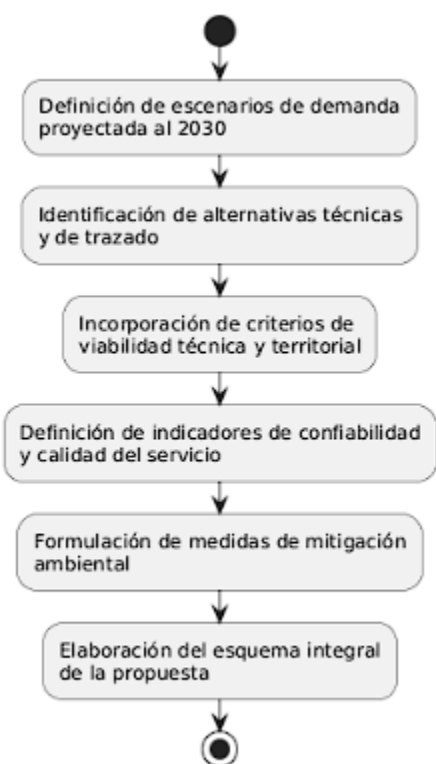 Definición de escenarios de demanda
proyectada al 2030
Identificación de alternativas técnicas
y de trazado
Incorporación de criterios de
viabilidad técnica y territorial
Definición de indicadores de confiabilidad
y calidad del servicio
Formulación de medidas de mitigación
ambiental
Elaboración del esquema integral
de la propuesta